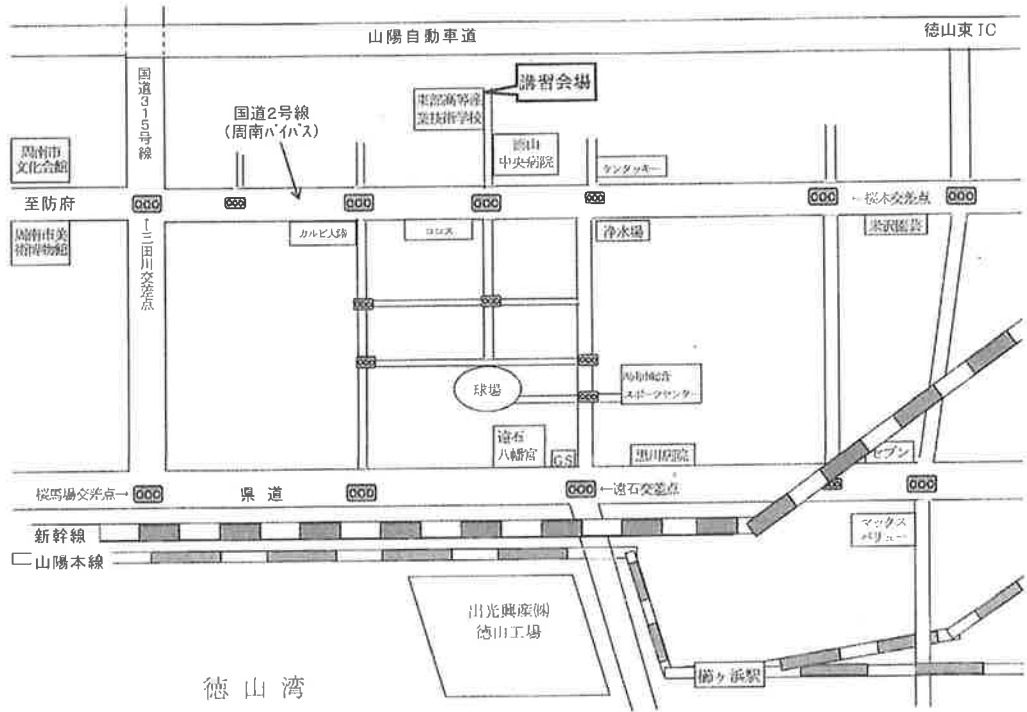 山陽自動車道
徳山東IC
国道315号線
国道2号線
(周南バイパス)
講習会場
東部高等産
業技術学校
徳山
中央病院
ケンタッキー
周南市
文化会館
至防府
←桜木交差点
周南市美
術博物館
←三田川交差点
カルビ大将
ココス
浄水場
米沢園芸
球場
周南市総合
スポーツセンター
遠石
八幡宮
GS
黒川病院
セブン
桜馬場交差点→
県道
←遠石交差点
新幹線
山陽本線
マックス
バリュー
出光興産㈱
徳山工場
櫛ヶ浜駅
徳山湾